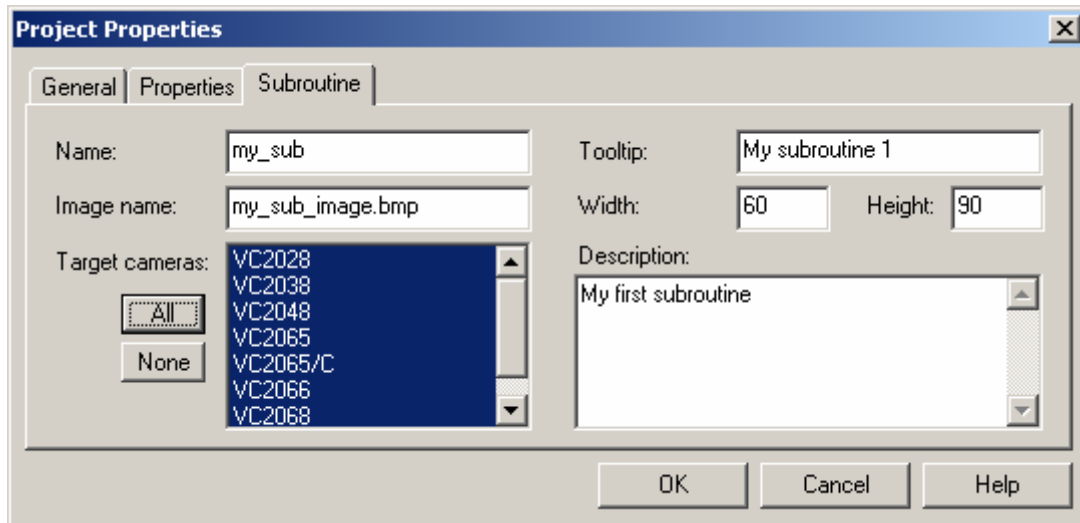 Project Properties
General Properties Subroutine
Name: my_sub
Tooltip: My subroutine 1
Image name: my_sub_image.bmp
Width: 60 Height: 90
Target cameras:
All
None
VC2028
VC2038
VC2048
VC2065
VC2065/C
VC2066
VC2068
Description:
My first subroutine
OK Cancel Help